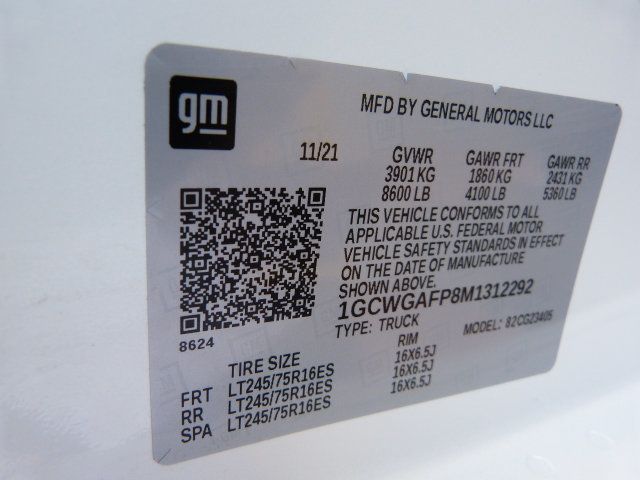 gm
MFD BY GENERAL MOTORS LLC
11/21 GVWR GAWR FRT GAWR RR
3901 KG 1860 KG 2431 KG
8600 LB 4100 LB 5360 LB
THIS VEHICLE CONFORMS TO ALL
APPLICABLE U.S. FEDERAL MOTOR
VEHICLE SAFETY STANDARDS IN EFFECT
ON THE DATE OF MANUFACTURE
SHOWN ABOVE.
1GCWGAFP8M1312292
TYPE: TRUCK MODEL: 82CG23405
8624
TIRE SIZE RIM
FRT LT245/75R16ES 16X6.5J
RR LT245/75R16ES 16X6.5J
SPA LT245/75R16ES 16X6.5J